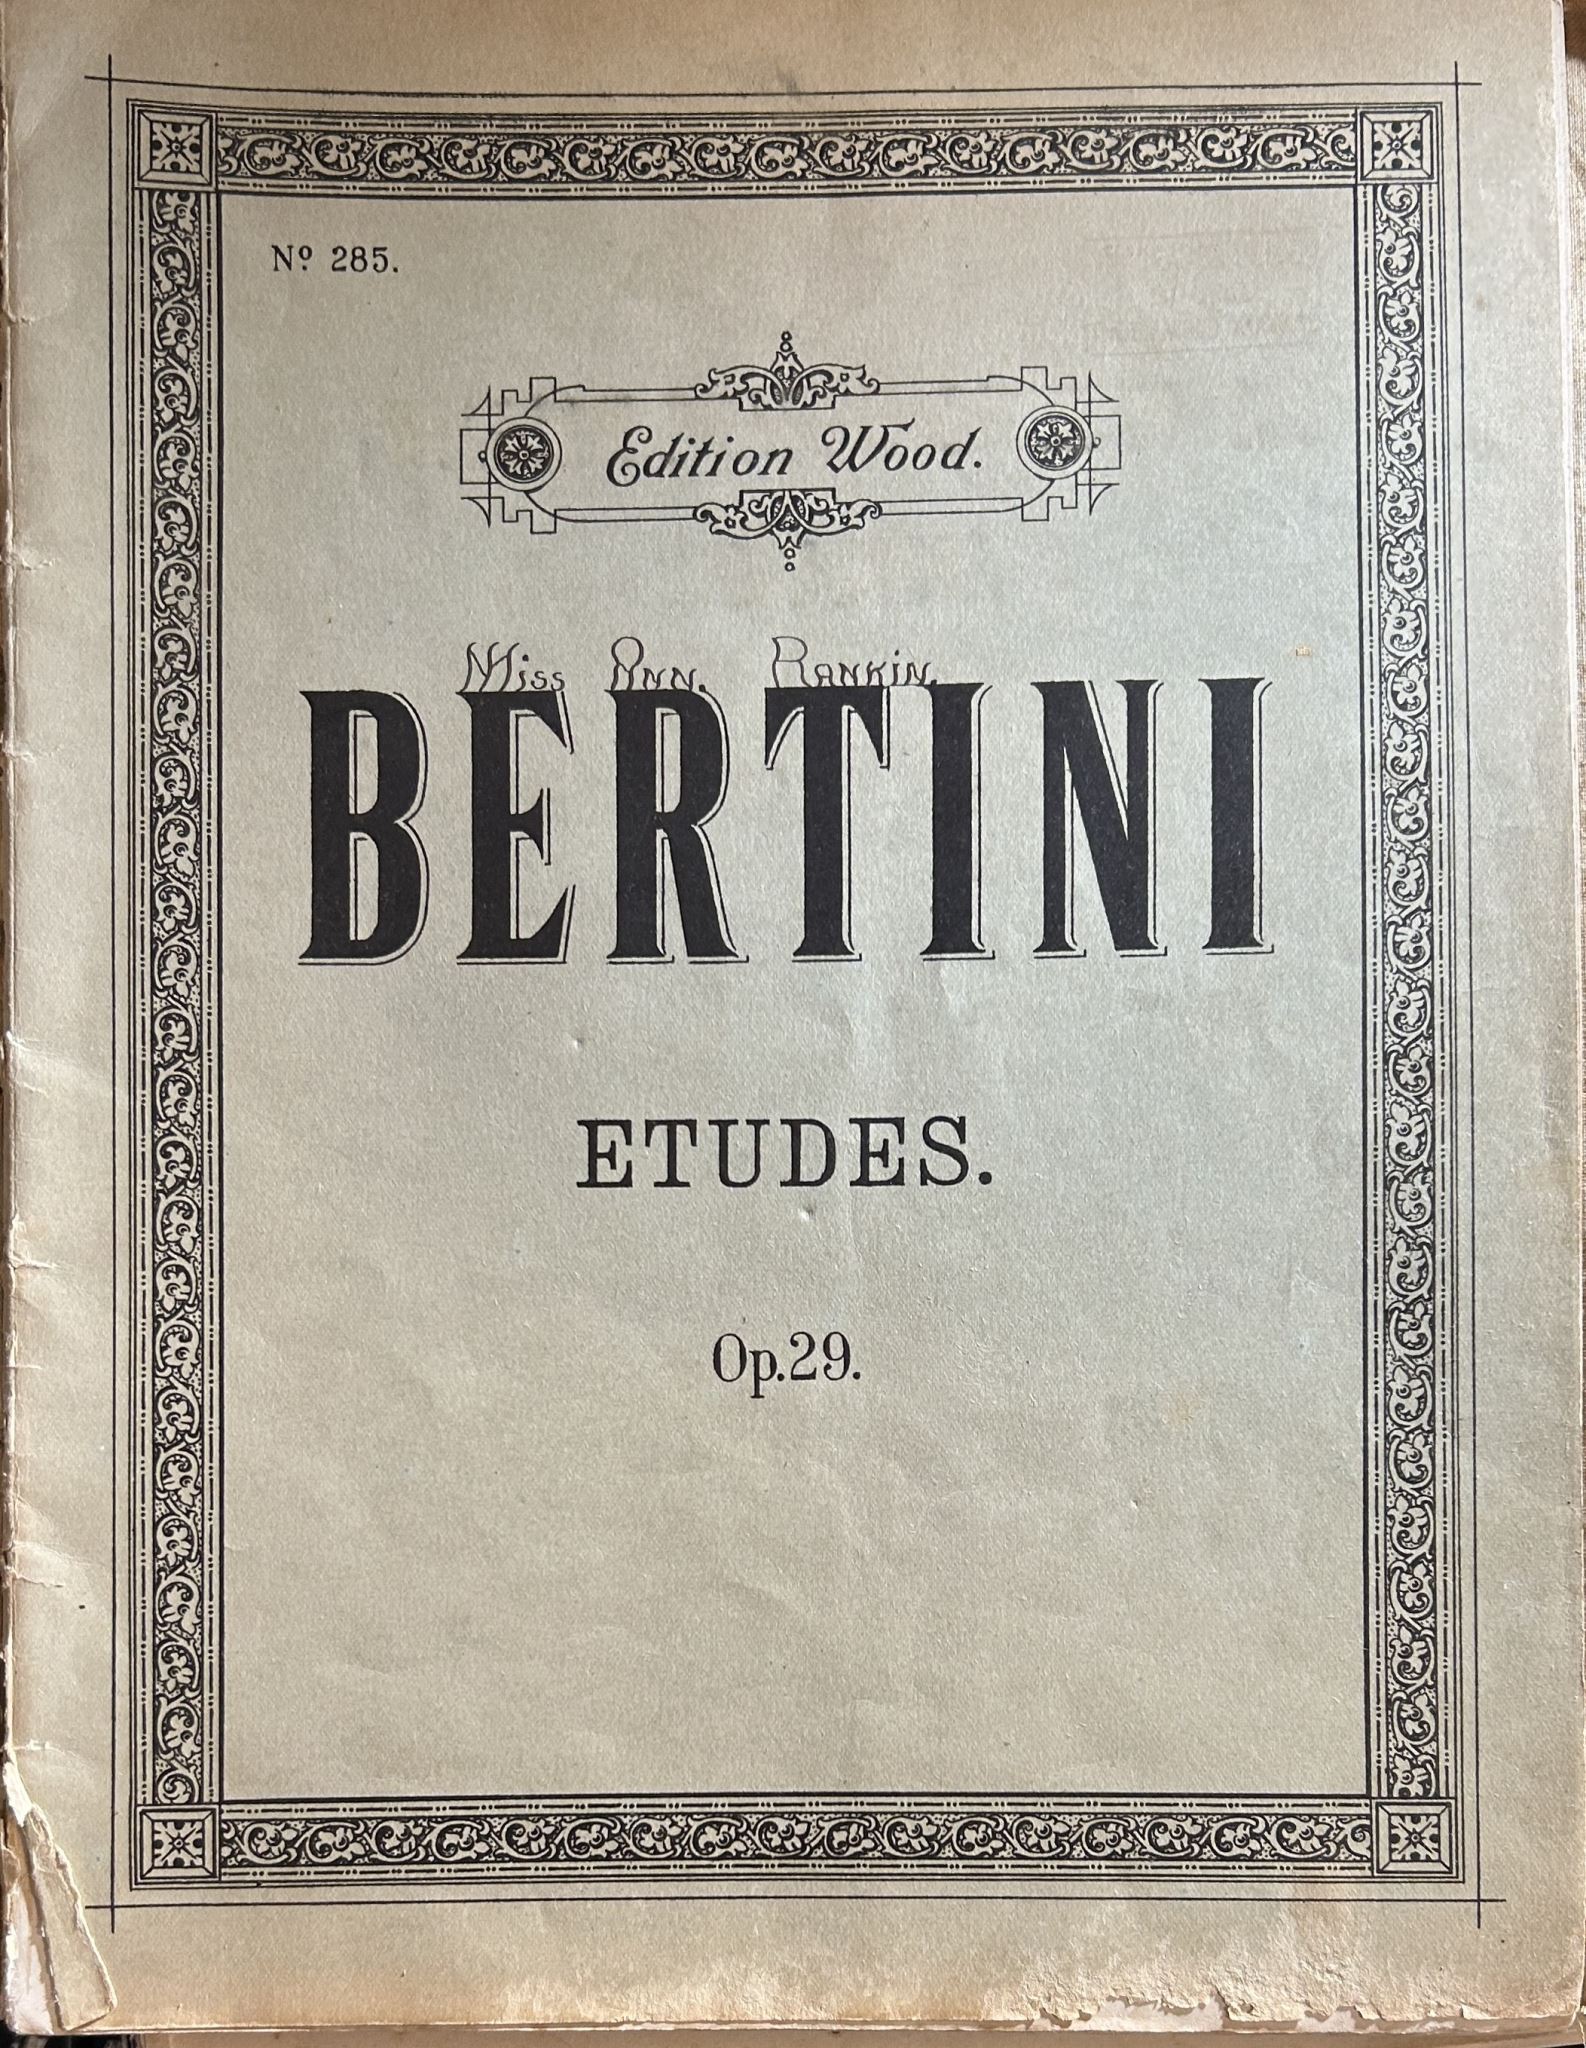 Nº 285.
Edition Wood.
Miss Ann. Rankin.
BERTINI
ETUDES.
Op. 29.